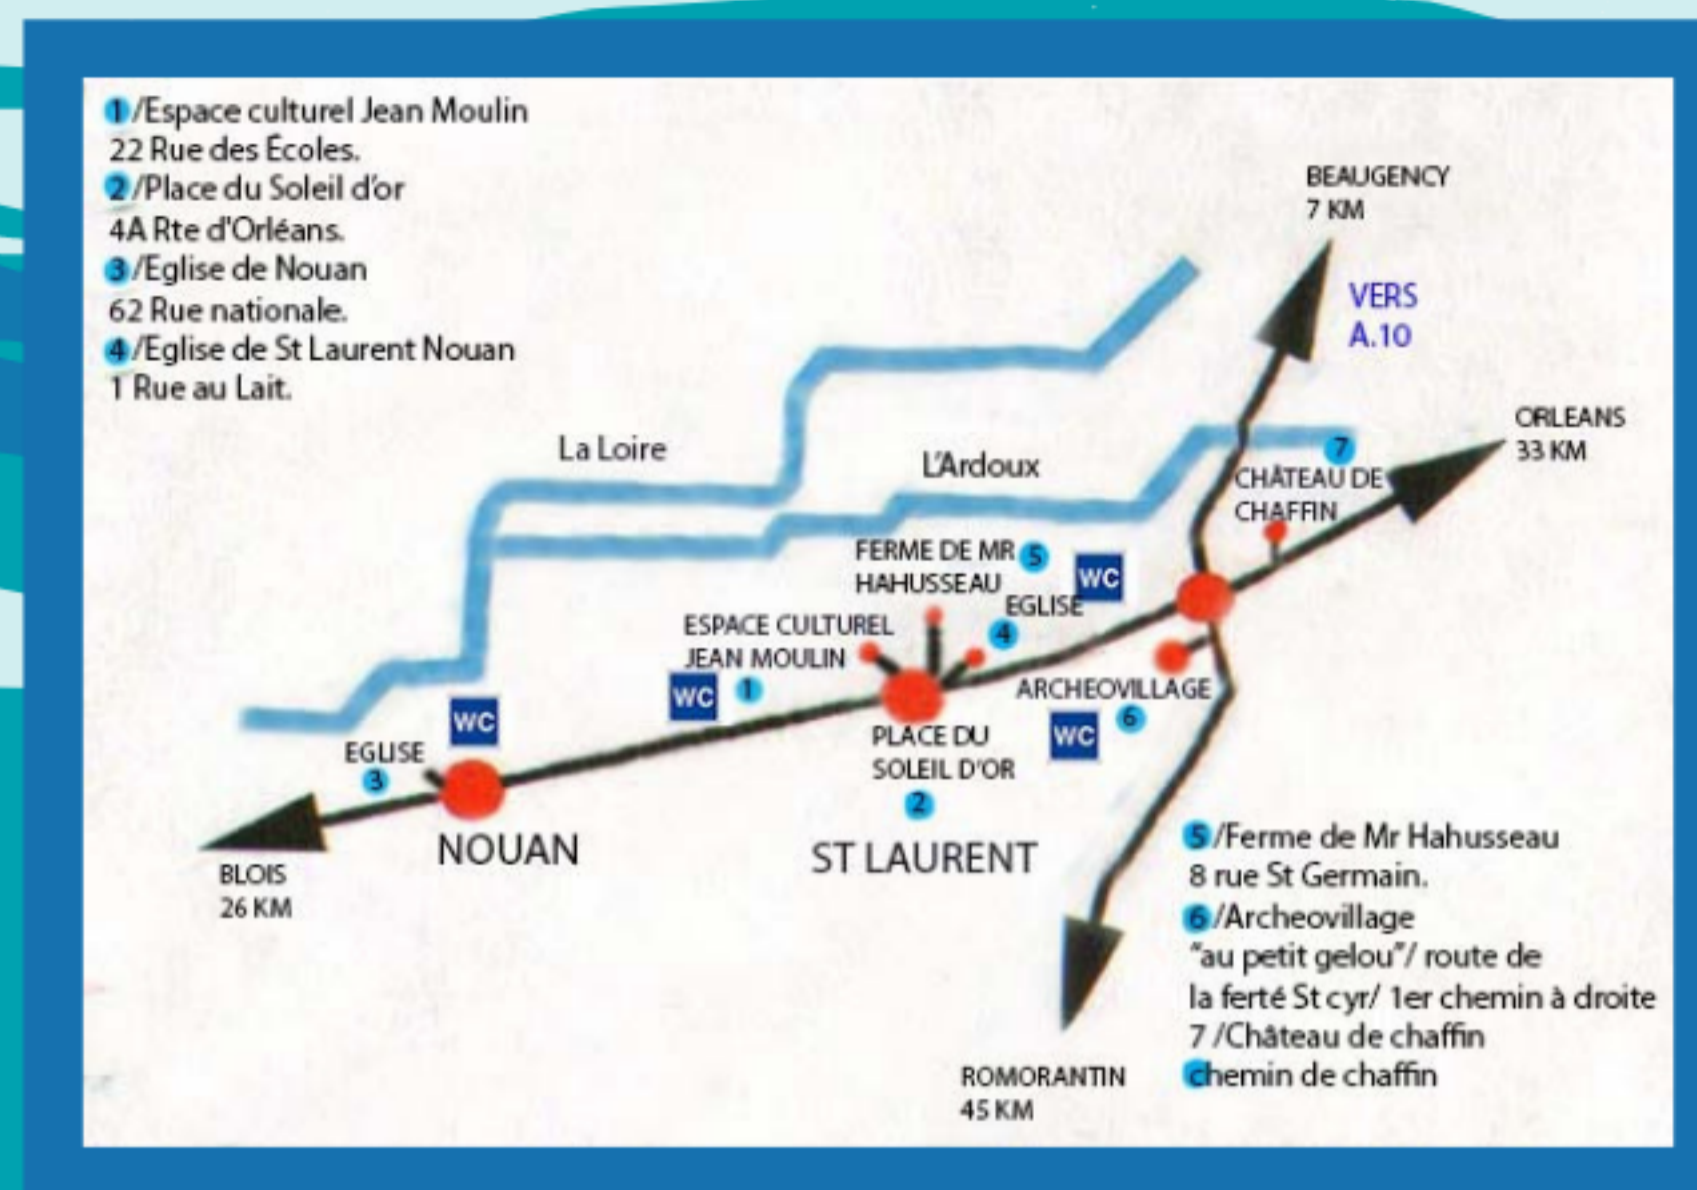 1/Espace culturel Jean Moulin
22 Rue des Écoles.
2/Place du Soleil d'or
4A Rte d'Orléans.
3/Eglise de Nouan
62 Rue nationale.
4/Eglise de St Laurent Nouan
1 Rue au Lait.
BEAUGENCY
7 KM
VERS
A.10
ORLEANS
33 KM
La Loire
L'Ardoux
7
CHÂTEAU DE
CHAFFIN
FERME DE MR 5
HAHUSSEAU
WC
EGLISE
4
ESPACE CULTUREL
JEAN MOULIN
WC 1
ARCHEOVILLAGE
6
WC
PLACE DU
SOLEIL D'OR
2
ST LAURENT
WC
EGLISE
3
NOUAN
BLOIS
26 KM
ROMORANTIN
45 KM
5/Ferme de Mr Hahusseau
8 rue St Germain.
6/Archeovillage
"au petit gelou"/ route de
la ferté St cyr/ 1er chemin à droite
7 /Château de chaffin
chemin de chaffin